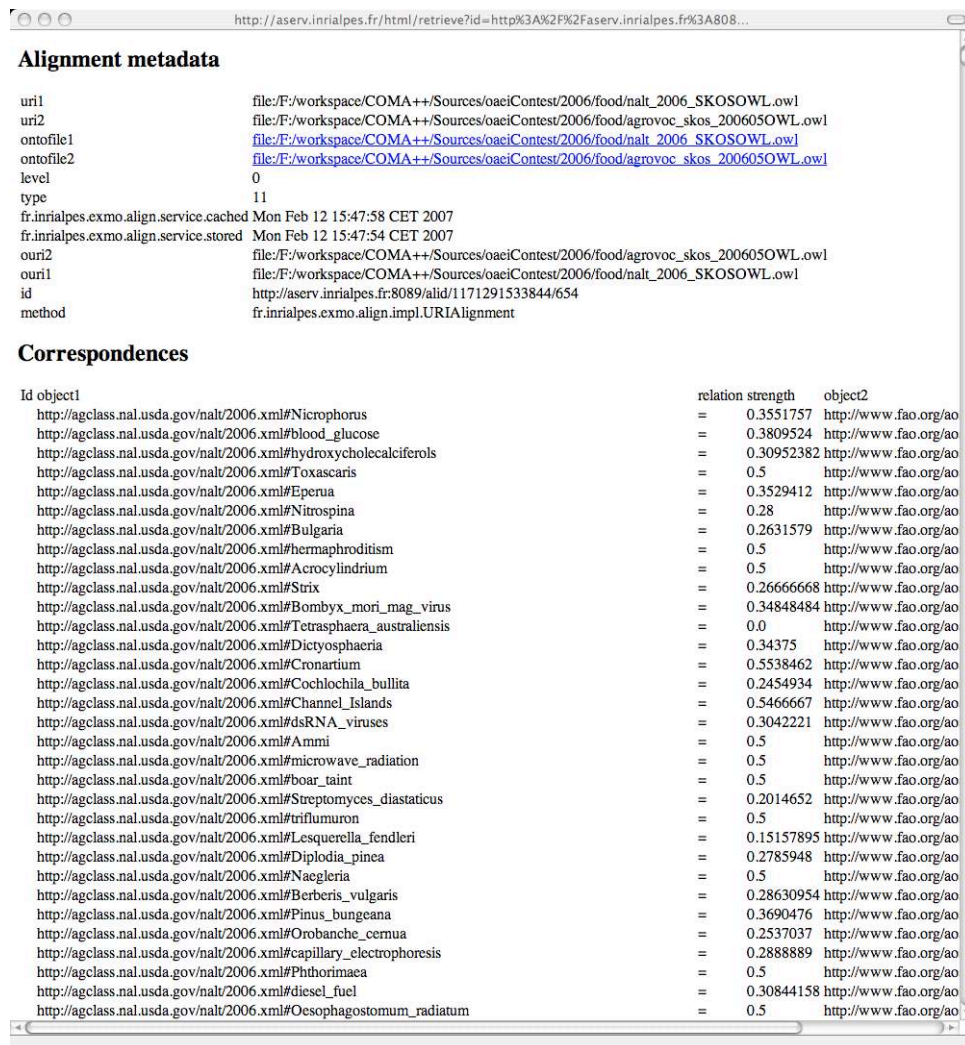 http://aserv.inrialpes.fr/html/retrieve?id=http%3A%2F%2Faserv.inrialpes.fr%3A808...
Alignment metadata
uri1 file:/F:/workspace/COMA++/Sources/oaeiContest/2006/food/nalt_2006_SKOSOWL.owl
uri2 file:/F:/workspace/COMA++/Sources/oaeiContest/2006/food/agrovoc_skos_200605OWL.owl
ontofile1 file:/F:/workspace/COMA++/Sources/oaeiContest/2006/food/nalt_2006_SKOSOWL.owl
ontofile2 file:/F:/workspace/COMA++/Sources/oaeiContest/2006/food/agrovoc_skos_200605OWL.owl
level 0
type 11
fr.inrialpes.exmo.align.service.cached Mon Feb 12 15:47:58 CET 2007
fr.inrialpes.exmo.align.service.stored Mon Feb 12 15:47:54 CET 2007
ouri2 file:/F:/workspace/COMA++/Sources/oaeiContest/2006/food/agrovoc_skos_200605OWL.owl
ouri1 file:/F:/workspace/COMA++/Sources/oaeiContest/2006/food/nalt_2006_SKOSOWL.owl
id http://aserv.inrialpes.fr:8089/alid/1171291533844/654
method fr.inrialpes.exmo.align.impl.URIAlignment
Correspondences
Id object1 relation strength object2
http://agclass.nal.usda.gov/nalt/2006.xml#Nicrophorus = 0.3551757 http://www.fao.org/ao
http://agclass.nal.usda.gov/nalt/2006.xml#blood_glucose = 0.3809524 http://www.fao.org/ao
http://agclass.nal.usda.gov/nalt/2006.xml#hydroxycholecalciferols = 0.30952382 http://www.fao.org/ao
http://agclass.nal.usda.gov/nalt/2006.xml#Toxascaris = 0.5 http://www.fao.org/ao
http://agclass.nal.usda.gov/nalt/2006.xml#Eperua = 0.3529412 http://www.fao.org/ao
http://agclass.nal.usda.gov/nalt/2006.xml#Nitrospina = 0.28 http://www.fao.org/ao
http://agclass.nal.usda.gov/nalt/2006.xml#Bulgaria = 0.2631579 http://www.fao.org/ao
http://agclass.nal.usda.gov/nalt/2006.xml#hermaphroditism = 0.5 http://www.fao.org/ao
http://agclass.nal.usda.gov/nalt/2006.xml#Acrocylindrium = 0.5 http://www.fao.org/ao
http://agclass.nal.usda.gov/nalt/2006.xml#Strix = 0.26666668 http://www.fao.org/ao
http://agclass.nal.usda.gov/nalt/2006.xml#Bombyx_mori_mag_virus = 0.34848484 http://www.fao.org/ao
http://agclass.nal.usda.gov/nalt/2006.xml#Tetrasphaera_australiensis = 0.0 http://www.fao.org/ao
http://agclass.nal.usda.gov/nalt/2006.xml#Dictyosphaeria = 0.34375 http://www.fao.org/ao
http://agclass.nal.usda.gov/nalt/2006.xml#Cronartium = 0.5538462 http://www.fao.org/ao
http://agclass.nal.usda.gov/nalt/2006.xml#Cochlochila_bullita = 0.2454934 http://www.fao.org/ao
http://agclass.nal.usda.gov/nalt/2006.xml#Channel_Islands = 0.5466667 http://www.fao.org/ao
http://agclass.nal.usda.gov/nalt/2006.xml#dsRNA_viruses = 0.3042221 http://www.fao.org/ao
http://agclass.nal.usda.gov/nalt/2006.xml#Ammi = 0.5 http://www.fao.org/ao
http://agclass.nal.usda.gov/nalt/2006.xml#microwave_radiation = 0.5 http://www.fao.org/ao
http://agclass.nal.usda.gov/nalt/2006.xml#boar_taint = 0.5 http://www.fao.org/ao
http://agclass.nal.usda.gov/nalt/2006.xml#Streptomyces_diastaticus = 0.2014652 http://www.fao.org/ao
http://agclass.nal.usda.gov/nalt/2006.xml#triflumuron = 0.5 http://www.fao.org/ao
http://agclass.nal.usda.gov/nalt/2006.xml#Lesquerella_fendleri = 0.15157895 http://www.fao.org/ao
http://agclass.nal.usda.gov/nalt/2006.xml#Diplodia_pinea = 0.2785948 http://www.fao.org/ao
http://agclass.nal.usda.gov/nalt/2006.xml#Naegleria = 0.5 http://www.fao.org/ao
http://agclass.nal.usda.gov/nalt/2006.xml#Berberis_vulgaris = 0.28630954 http://www.fao.org/ao
http://agclass.nal.usda.gov/nalt/2006.xml#Pinus_bungeana = 0.3690476 http://www.fao.org/ao
http://agclass.nal.usda.gov/nalt/2006.xml#Orobanche_cernua = 0.2537037 http://www.fao.org/ao
http://agclass.nal.usda.gov/nalt/2006.xml#capillary_electrophoresis = 0.2888889 http://www.fao.org/ao
http://agclass.nal.usda.gov/nalt/2006.xml#Phthorimaea = 0.5 http://www.fao.org/ao
http://agclass.nal.usda.gov/nalt/2006.xml#diesel_fuel = 0.30844158 http://www.fao.org/ao
http://agclass.nal.usda.gov/nalt/2006.xml#Oesophagostomum_radiatum = 0.5 http://www.fao.org/ao